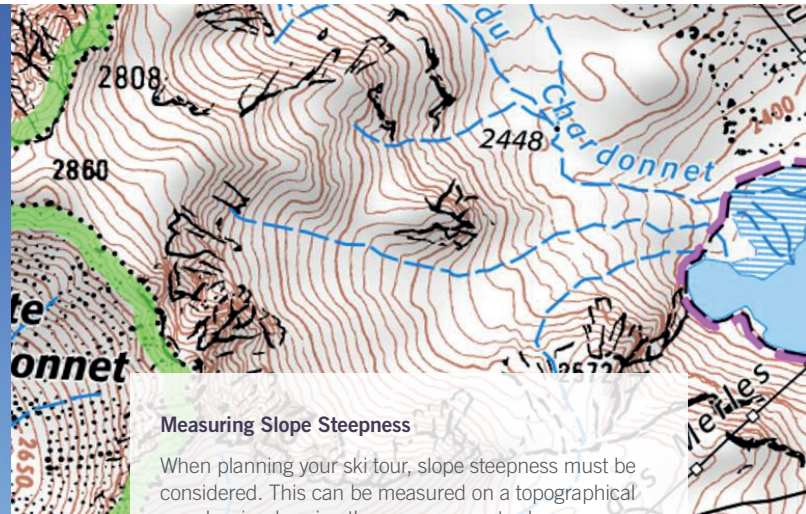 du
Chardonnet
2808
2448
2400
2860
te
onnet
2572
Merles
2650
Measuring Slope Steepness
When planning your ski tour, slope steepness must be
considered. This can be measured on a topographical